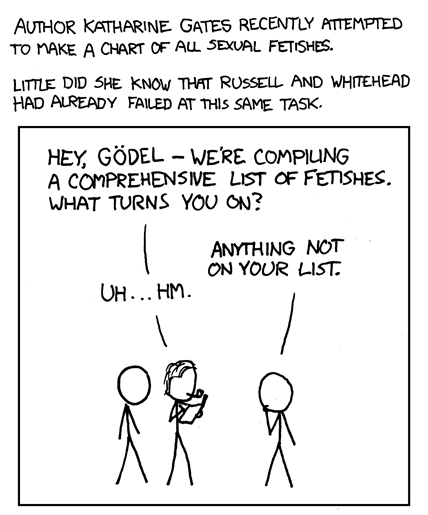 AUTHOR KATHARINE GATES RECENTLY ATTEMPTED
TO MAKE A CHART OF ALL SEXUAL FETISHES.
LITTLE DID SHE KNOW THAT RUSSELL AND WHITEHEAD
HAD ALREADY FAILED AT THIS SAME TASK.
HEY, GÖDEL – WE'RE COMPILING
A COMPREHENSIVE LIST OF FETISHES.
WHAT TURNS YOU ON?
ANYTHING NOT
ON YOUR LIST.
UH...HM.